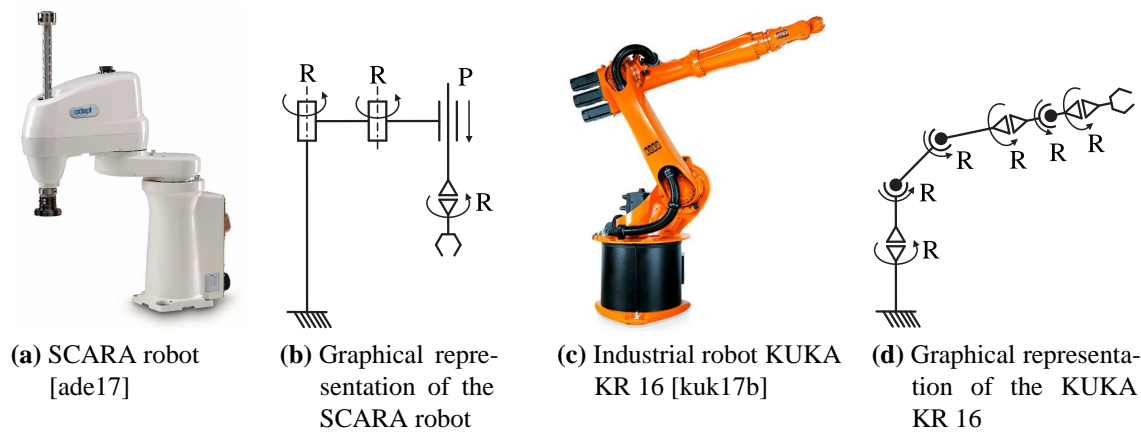 adept
R
R
P
R
R
R
R
R
R
R
(a) SCARA robot
[ade17]
(b) Graphical repre-
sentation of the
SCARA robot
(c) Industrial robot KUKA
KR 16 [kuk17b]
(d) Graphical representa-
tion of the KUKA
KR 16